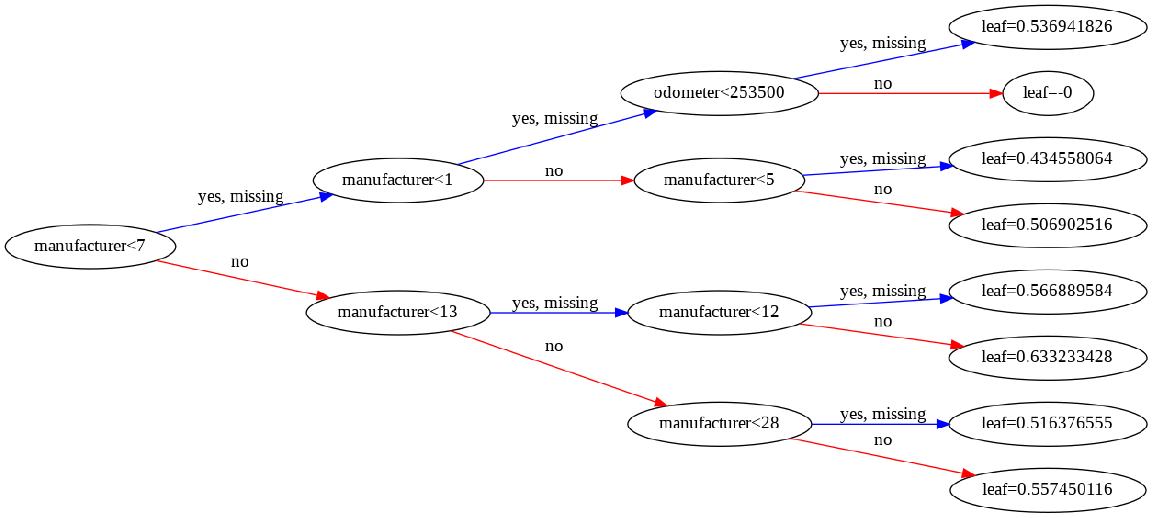 leaf=0.536941826
yes, missing
odometer<253500
no
leaf=-0
yes, missing
manufacturer<1
no
manufacturer<5
yes, missing
leaf=0.434558064
no
leaf=0.506902516
yes, missing
manufacturer<7
no
manufacturer<13
yes, missing
manufacturer<12
yes, missing
leaf=0.566889584
no
leaf=0.633233428
no
manufacturer<28
yes, missing
leaf=0.516376555
no
leaf=0.557450116